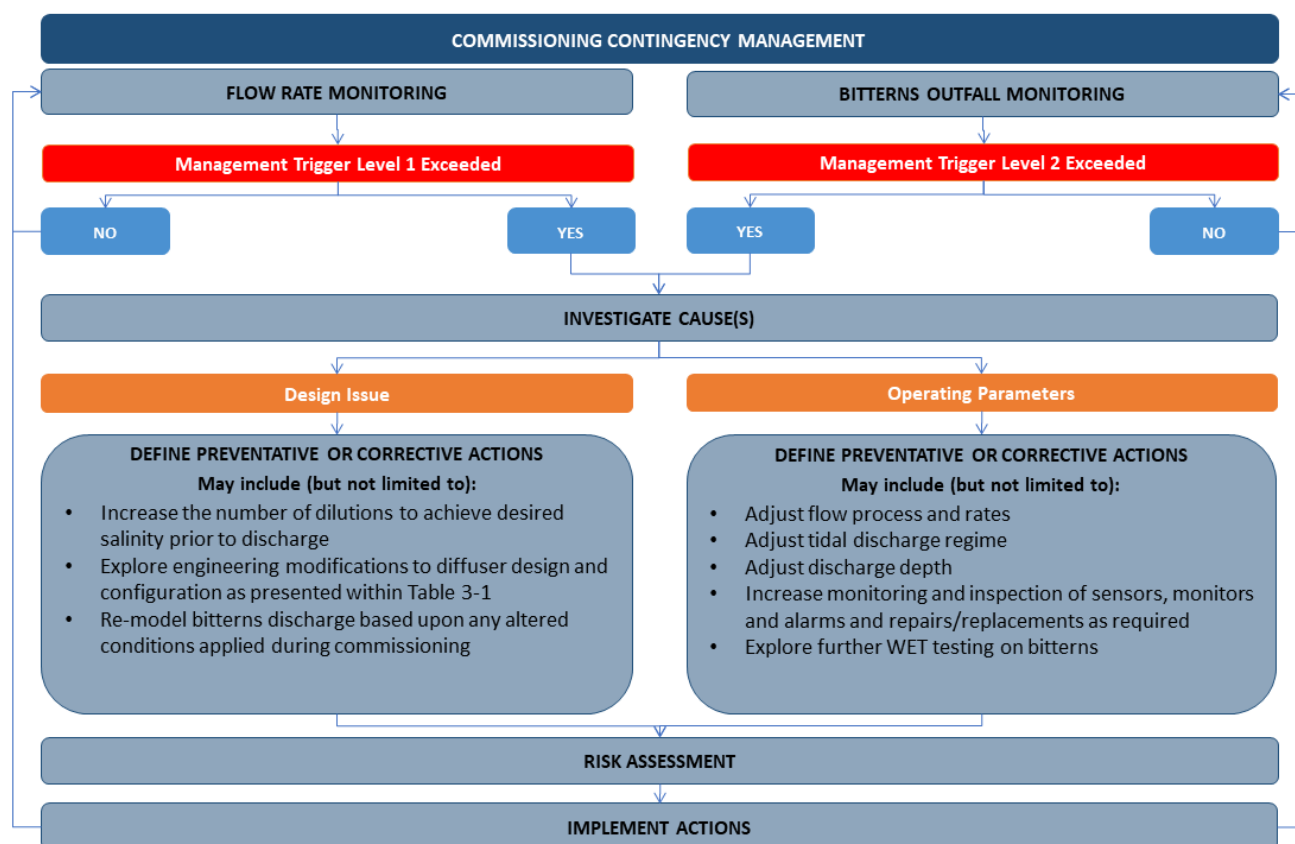 COMMISSIONING CONTINGENCY MANAGEMENT
FLOW RATE MONITORING
BITTERNS OUTFALL MONITORING
Management Trigger Level 1 Exceeded
Management Trigger Level 2 Exceeded
NO
YES
YES
NO
INVESTIGATE CAUSE(S)
Design Issue
Operating Parameters
DEFINE PREVENTATIVE OR CORRECTIVE ACTIONS
May include (but not limited to):
• Increase the number of dilutions to achieve desired
salinity prior to discharge
• Explore engineering modifications to diffuser design and
configuration as presented within Table 3-1
• Re-model bitterns discharge based upon any altered
conditions applied during commissioning
DEFINE PREVENTATIVE OR CORRECTIVE ACTIONS
May include (but not limited to):
• Adjust flow process and rates
• Adjust tidal discharge regime
• Adjust discharge depth
• Increase monitoring and inspection of sensors, monitors
and alarms and repairs/replacements as required
• Explore further WET testing on bitterns
RISK ASSESSMENT
IMPLEMENT ACTIONS